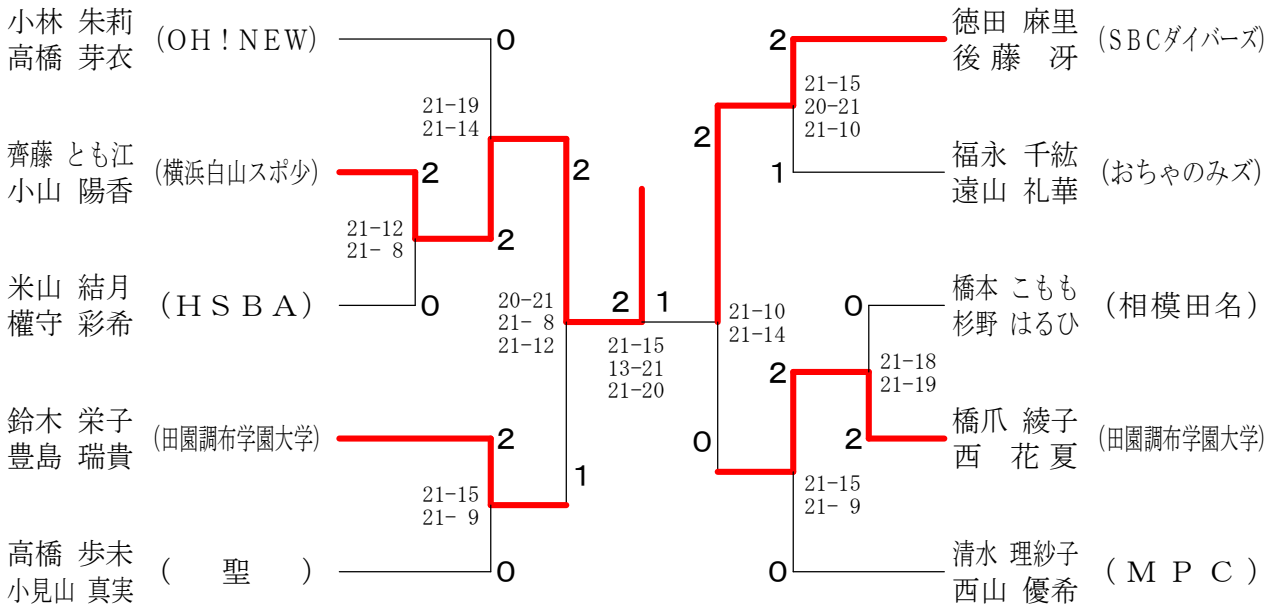 小林 朱莉
高橋 芽衣
(OH！NEW)
0
21-19
21-14
齊藤 とも江
小山 陽香
(横浜白山スポ少)
2
21-12
21- 8
2
2
米山 結月
權守 彩希
(HSBA)
0
20-21
21- 8
21-12
2
1
21-15
13-21
21-20
鈴木 栄子
豊島 瑞貴
(田園調布学園大学)
2
21-15
21- 9
1
高橋 歩未
小見山 真実
( 聖 )
0
徳田 麻里
後藤 冴
(SBCダイバーズ)
2
21-15
20-21
21-10
2
福永 千紘
遠山 礼華
(おちゃのみズ)
1
橋本 こもも
杉野 はるひ
(相模田名)
0
21-10
21-14
21-18
21-19
2
橋爪 綾子
西 花夏
(田園調布学園大学)
2
0
21-15
21- 9
清水 理紗子
西山 優希
(MPC)
0